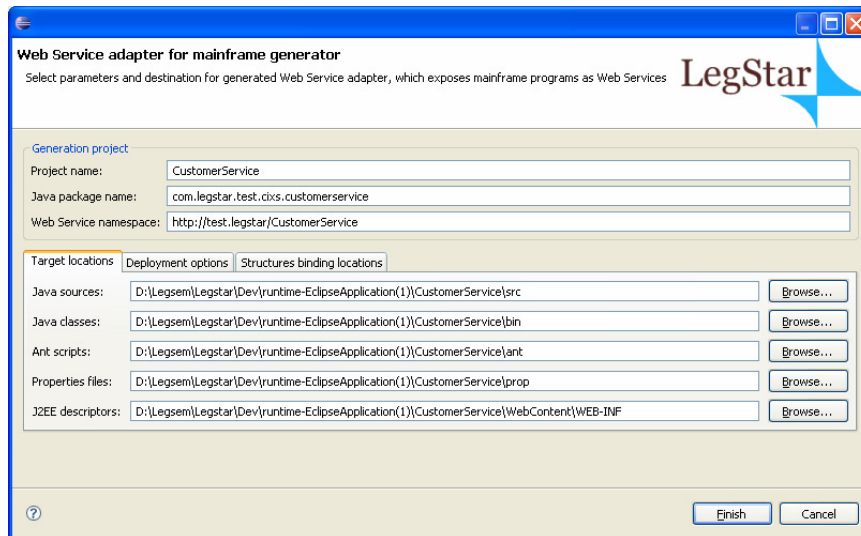 Web Service adapter for mainframe generator
Select parameters and destination for generated Web Service adapter, which exposes mainframe programs as Web Services
LegStar
Generation project
Project name: CustomerService
Java package name: com.legstar.test.cixs.customerservice
Web Service namespace: http://test.legstar/CustomerService
Target locations Deployment options Structures binding locations
Java sources: D:\Legsem\Legstar\Dev\runtime-EclipseApplication(1)\CustomerService\src Browse...
Java classes: D:\Legsem\Legstar\Dev\runtime-EclipseApplication(1)\CustomerService\bin Browse...
Ant scripts: D:\Legsem\Legstar\Dev\runtime-EclipseApplication(1)\CustomerService\ant Browse...
Properties files: D:\Legsem\Legstar\Dev\runtime-EclipseApplication(1)\CustomerService\prop Browse...
J2EE descriptors: D:\Legsem\Legstar\Dev\runtime-EclipseApplication(1)\CustomerService\WebContent\WEB-INF Browse...
? Finish Cancel